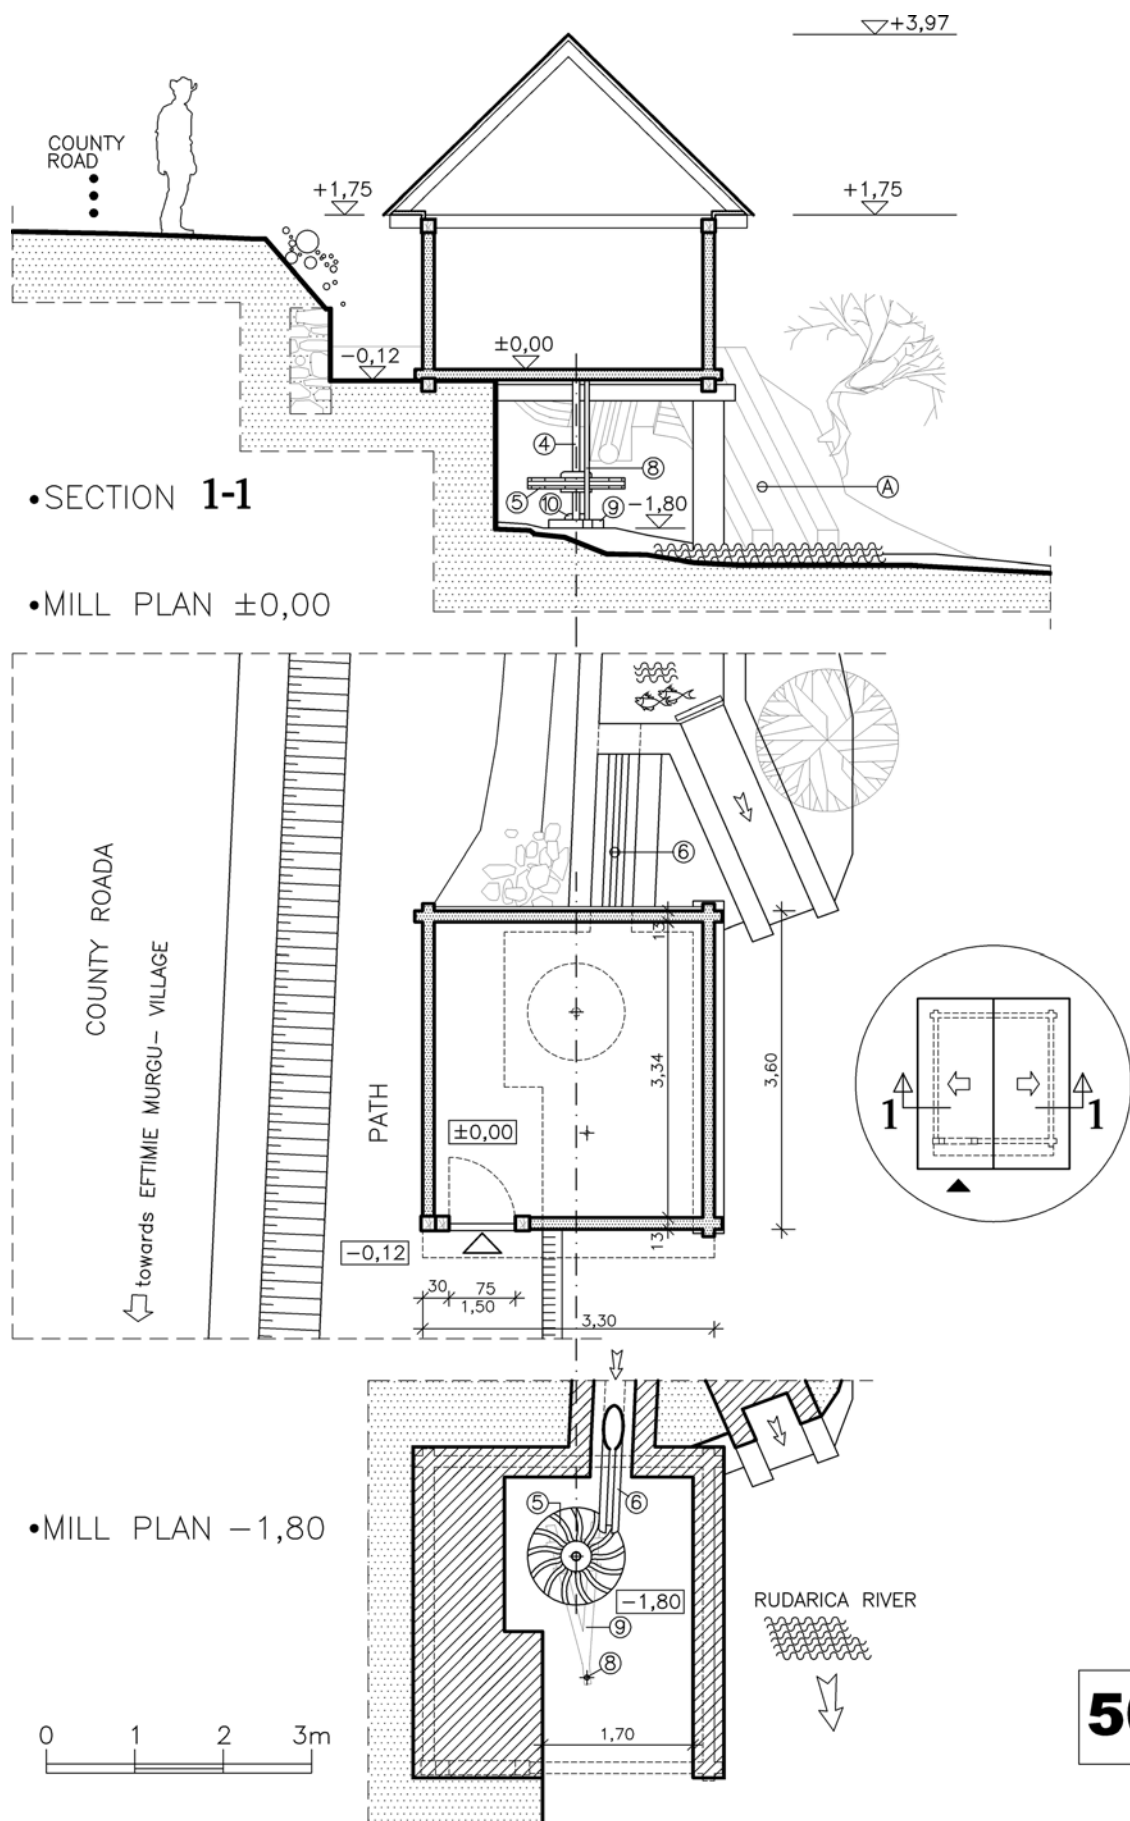 +3,97
COUNTY
ROAD
+1,75
+1,75
-0,12
±0,00
4
8
5
10
9
-1,80
A
•SECTION 1-1
•MILL PLAN ±0,00
6
COUNTY ROADA
towards EFTIMIE MURGU- VILLAGE
PATH
13
3,34
3,60
±0,00
1
1
-0,12
13
30
75
1,50
3,30
•MILL PLAN -1,80
5
6
-1,80
9
8
RUDARICA RIVER
1,70
0 1 2 3m